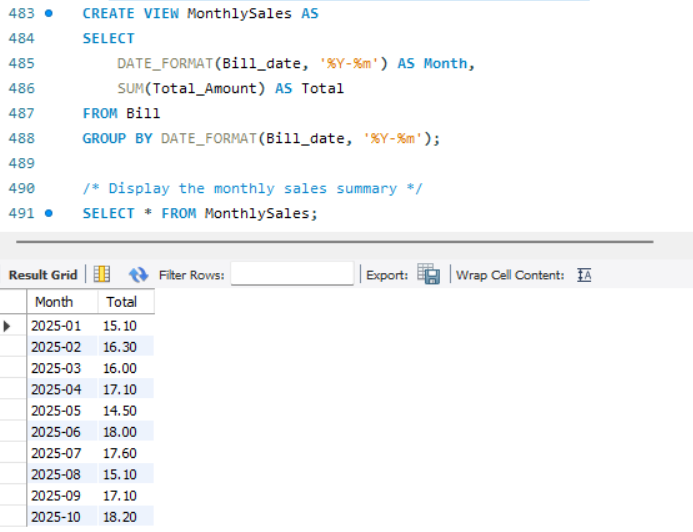 483 CREATE VIEW MonthlySales AS
484 SELECT
485 DATE_FORMAT(Bill_date, '%Y-%m') AS Month,
486 SUM(Total_Amount) AS Total
487 FROM Bill
488 GROUP BY DATE_FORMAT(Bill_date, '%Y-%m');
489
490 /* Display the monthly sales summary */
491 SELECT * FROM MonthlySales;
Result Grid Filter Rows: Export: Wrap Cell Content: IA
Month Total
2025-01 15.10
2025-02 16.30
2025-03 16.00
2025-04 17.10
2025-05 14.50
2025-06 18.00
2025-07 17.60
2025-08 15.10
2025-09 17.10
2025-10 18.20